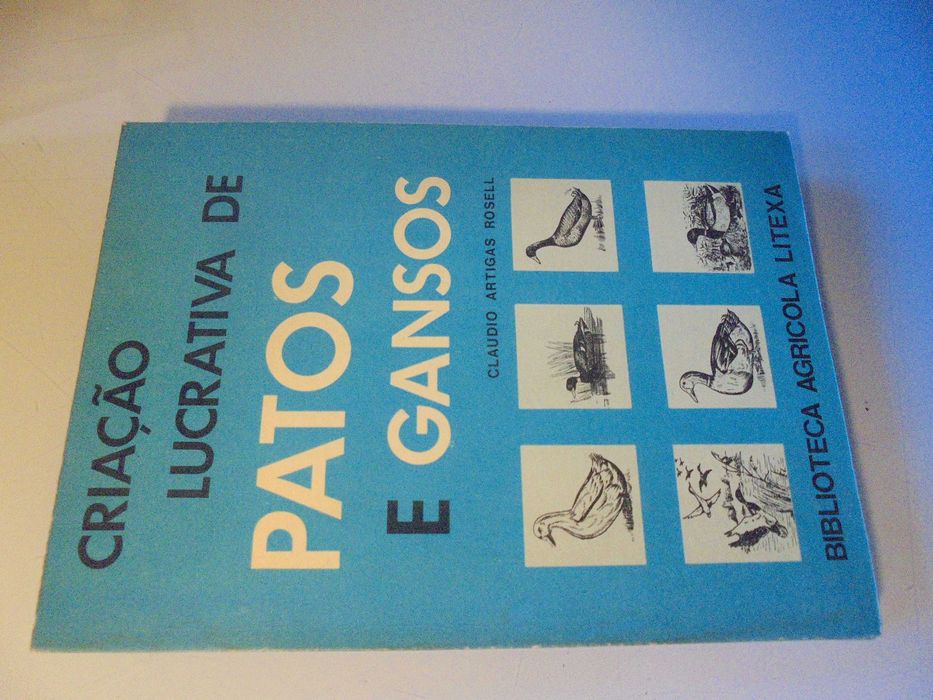 CRIAÇÃO
LUCRATIVA DE
PATOS
E GANSOS
CLAUDIO ARTIGAS ROSELL
BIBLIOTECA AGRICOLA LITEXA